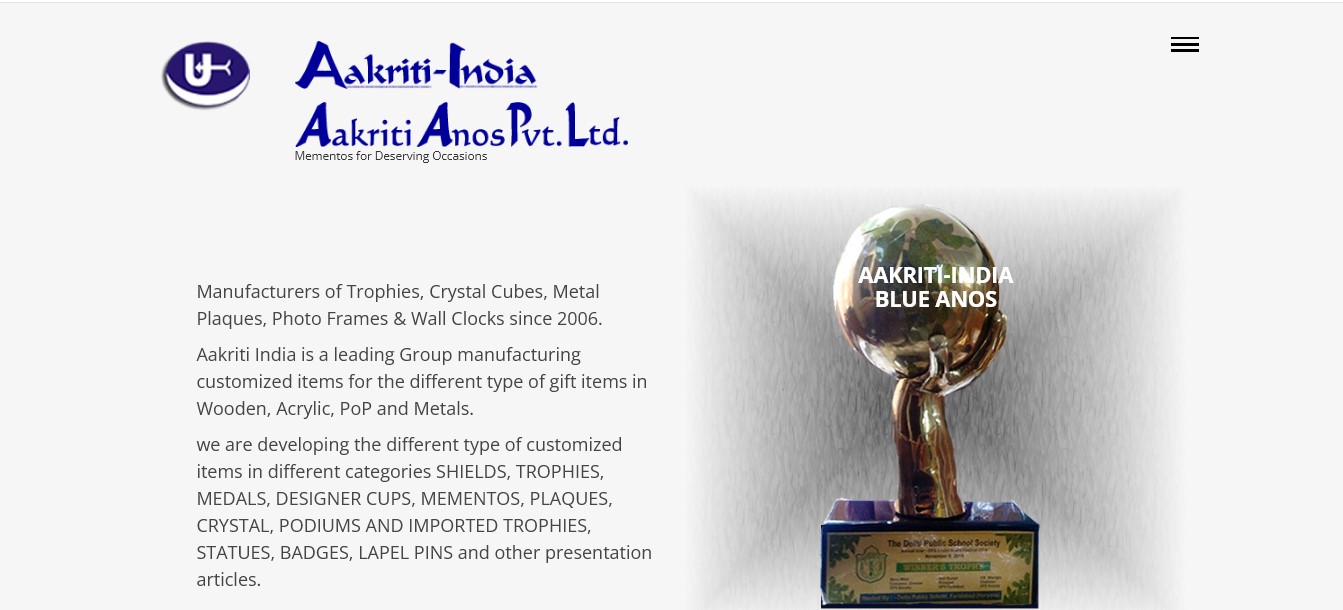 Aakriti-India
Aakriti Anos Pvt. Ltd.
Mementos for Deserving Occasions
Manufacturers of Trophies, Crystal Cubes, Metal
Plaques, Photo Frames & Wall Clocks since 2006.
Aakriti India is a leading Group manufacturing
customized items for the different type of gift items in
Wooden, Acrylic, PoP and Metals.
we are developing the different type of customized
items in different categories SHIELDS, TROPHIES,
MEDALS, DESIGNER CUPS, MEMENTOS, PLAQUES,
CRYSTAL, PODIUMS AND IMPORTED TROPHIES,
STATUES, BADGES, LAPEL PINS and other presentation
articles.
AAKRITI-INDIA
BLUE ANOS
The Delhi Public School Society
WINNER'S TROPHY